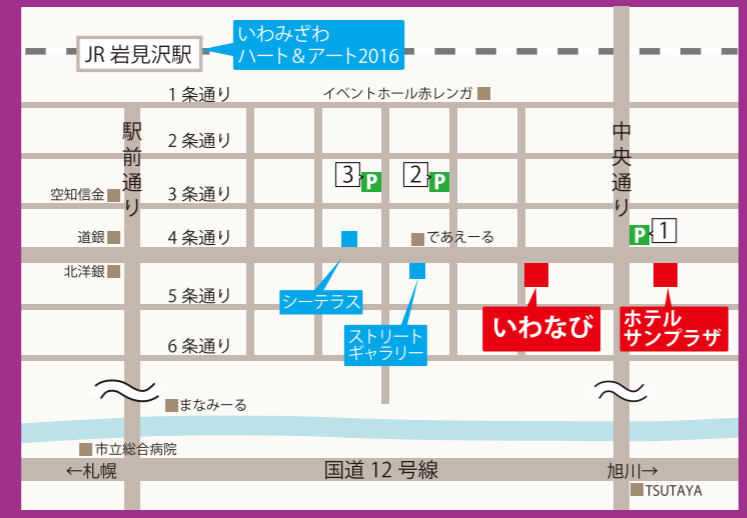 いわみざわ
ハート＆アート2016
JR 岩見沢駅
1 条通り
イベントホール赤レンガ
駅前通り
中央通り
2 条通り
3
P
2
P
空知信金
3 条通り
道銀
4 条通り
であえーる
P
1
北洋銀
5 条通り
シーテラス
ストリート
ギャラリー
いわなび
ホテル
サンプラザ
6 条通り
まなみーる
市立総合病院
←札幌
国道 12 号線
旭川→
TSUTAYA